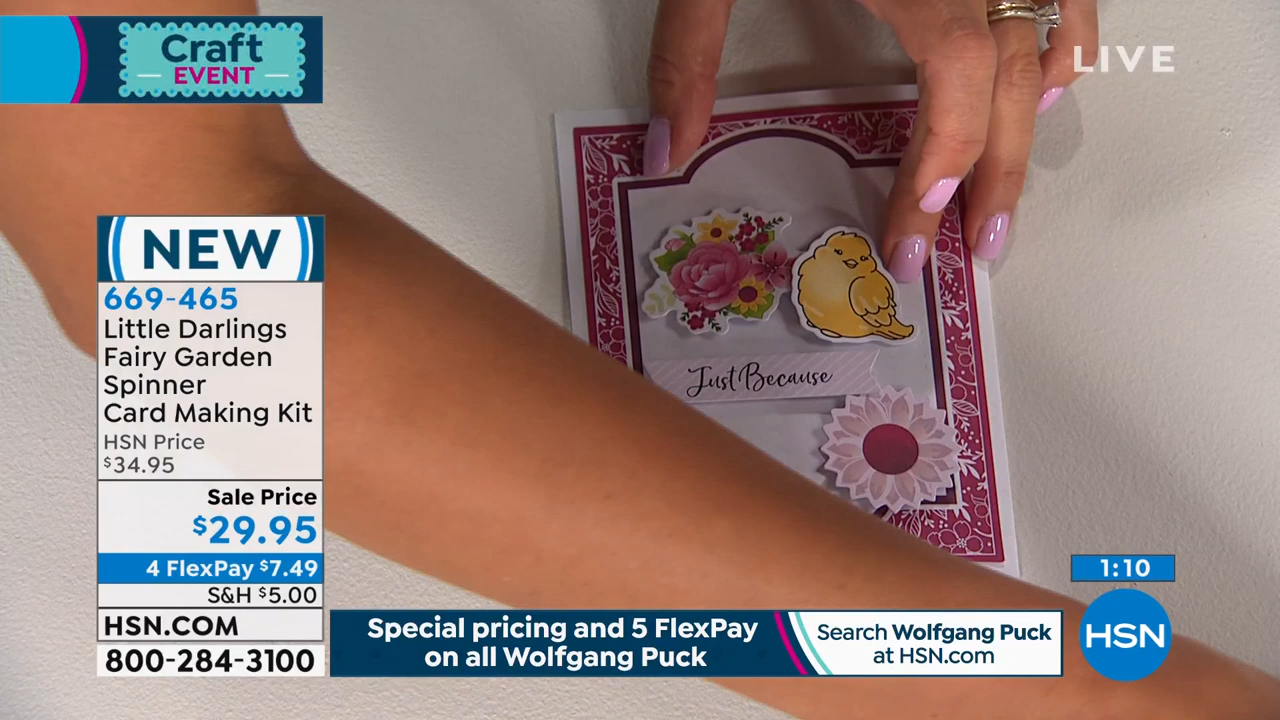 Craft
EVENT
LIVE
NEW
669-465
Little Darlings
Fairy Garden
Spinner
Card Making Kit
HSN Price
$34.95
Sale Price
$29.95
4 FlexPay $7.49
S&H $5.00
HSN.COM
800-284-3100
Just Because
Special pricing and 5 FlexPay
on all Wolfgang Puck
Search Wolfgang Puck
at HSN.com
1:10
HSN